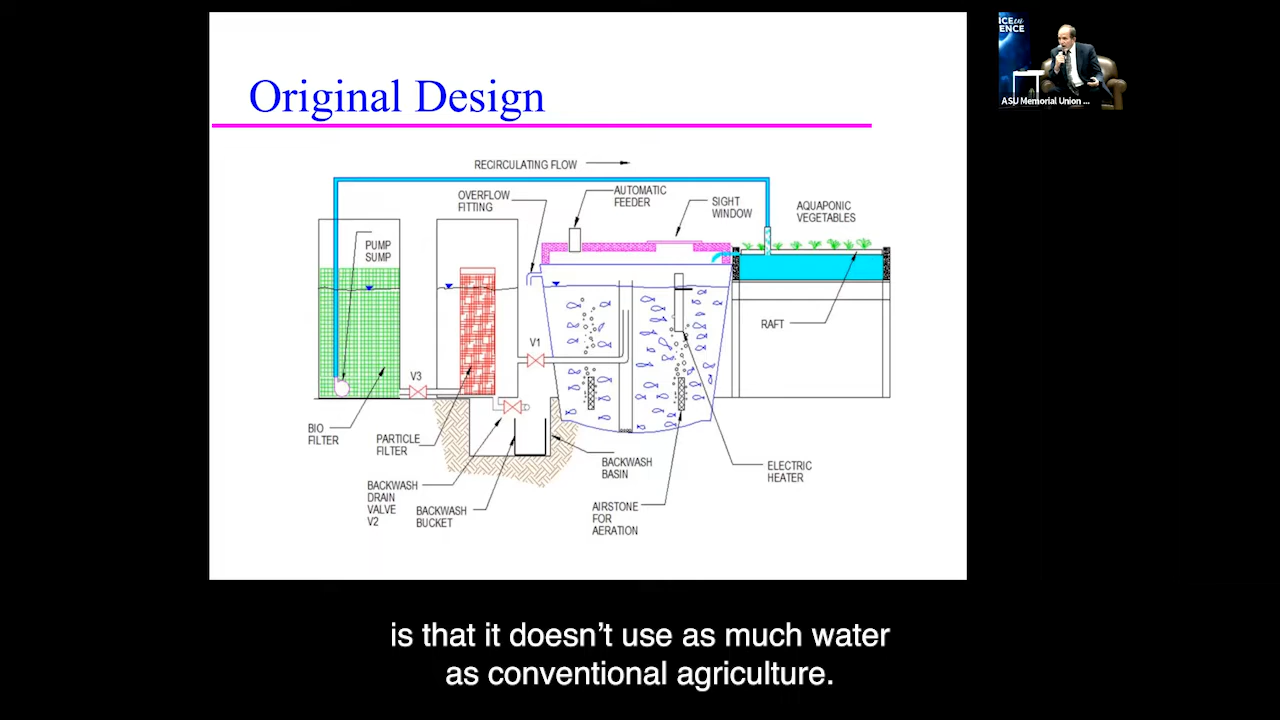 Original Design
RECIRCULATING FLOW
OVERFLOW
FITTING
AUTOMATIC
FEEDER
SIGHT
WINDOW
AQUAPONIC
VEGETABLES
PUMP
SUMP
RAFT
V1
V3
BIO
FILTER
PARTICLE
FILTER
BACKWASH
DRAIN
VALVE
V2
BACKWASH
BUCKET
BACKWASH
BASIN
AIRSTONE
FOR
AERATION
ELECTRIC
HEATER
ICE en
ENCE
ASU Memorial Union ...
is that it doesn't use as much water
as conventional agriculture.